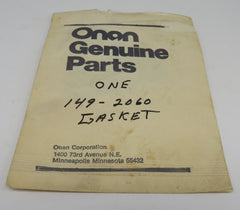 Onan
Genuine
Parts
ONE
149-2060
GASKET
Onan Corporation
1400 73rd Avenue N.E.
Minneapolis Minnesota 55432